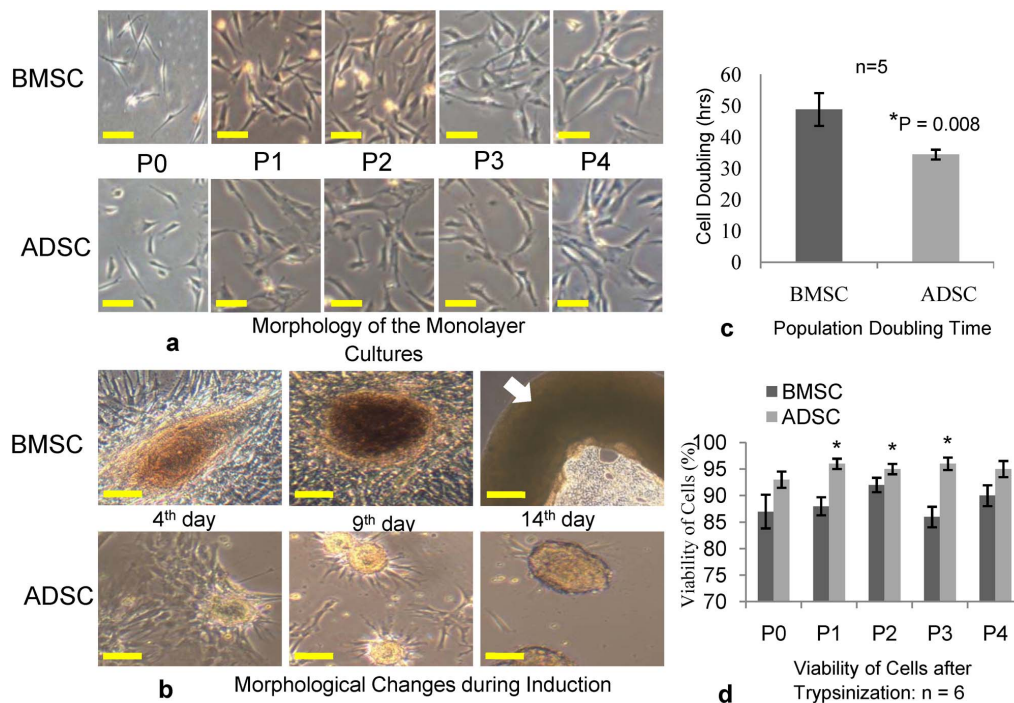 BMSC
P0 P1 P2 P3 P4
ADSC
a
Morphology of the Monolayer
Cultures
BMSC
4th day 9th day 14th day
ADSC
b
Morphological Changes during Induction
n=5
*P = 0.008
Cell Doubling (hrs)
60
50
40
30
20
10
0
BMSC ADSC
c
Population Doubling Time
BMSC
ADSC
Viability of Cells (%)
100
95
90
85
80
75
70
* * *
P0 P1 P2 P3 P4
d
Viability of Cells after
Trypsinization: n = 6